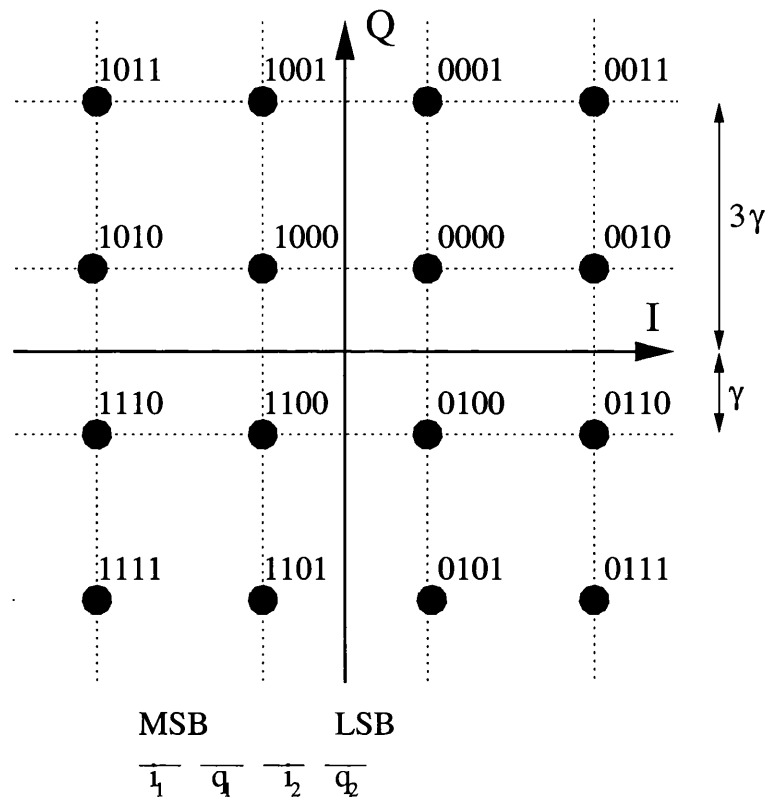 Q
1011 1001 0001 0011
3γ
1010 1000 0000 0010
I
γ
1110 1100 0100 0110
1111 1101 0101 0111
MSB LSB
i₁ q₁ i₂ q₂